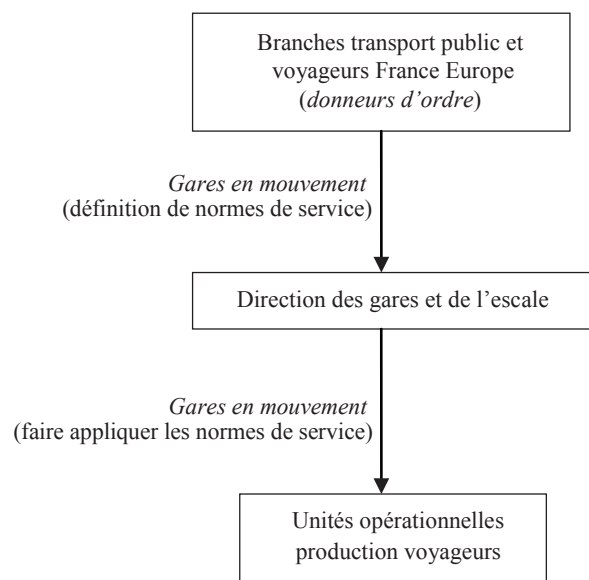 Branches transport public et
voyageurs France Europe
(donneurs d’ordre)
Gares en mouvement
(définition de normes de service)
Direction des gares et de l’escale
Gares en mouvement
(faire appliquer les normes de service)
Unités opérationnelles
production voyageurs